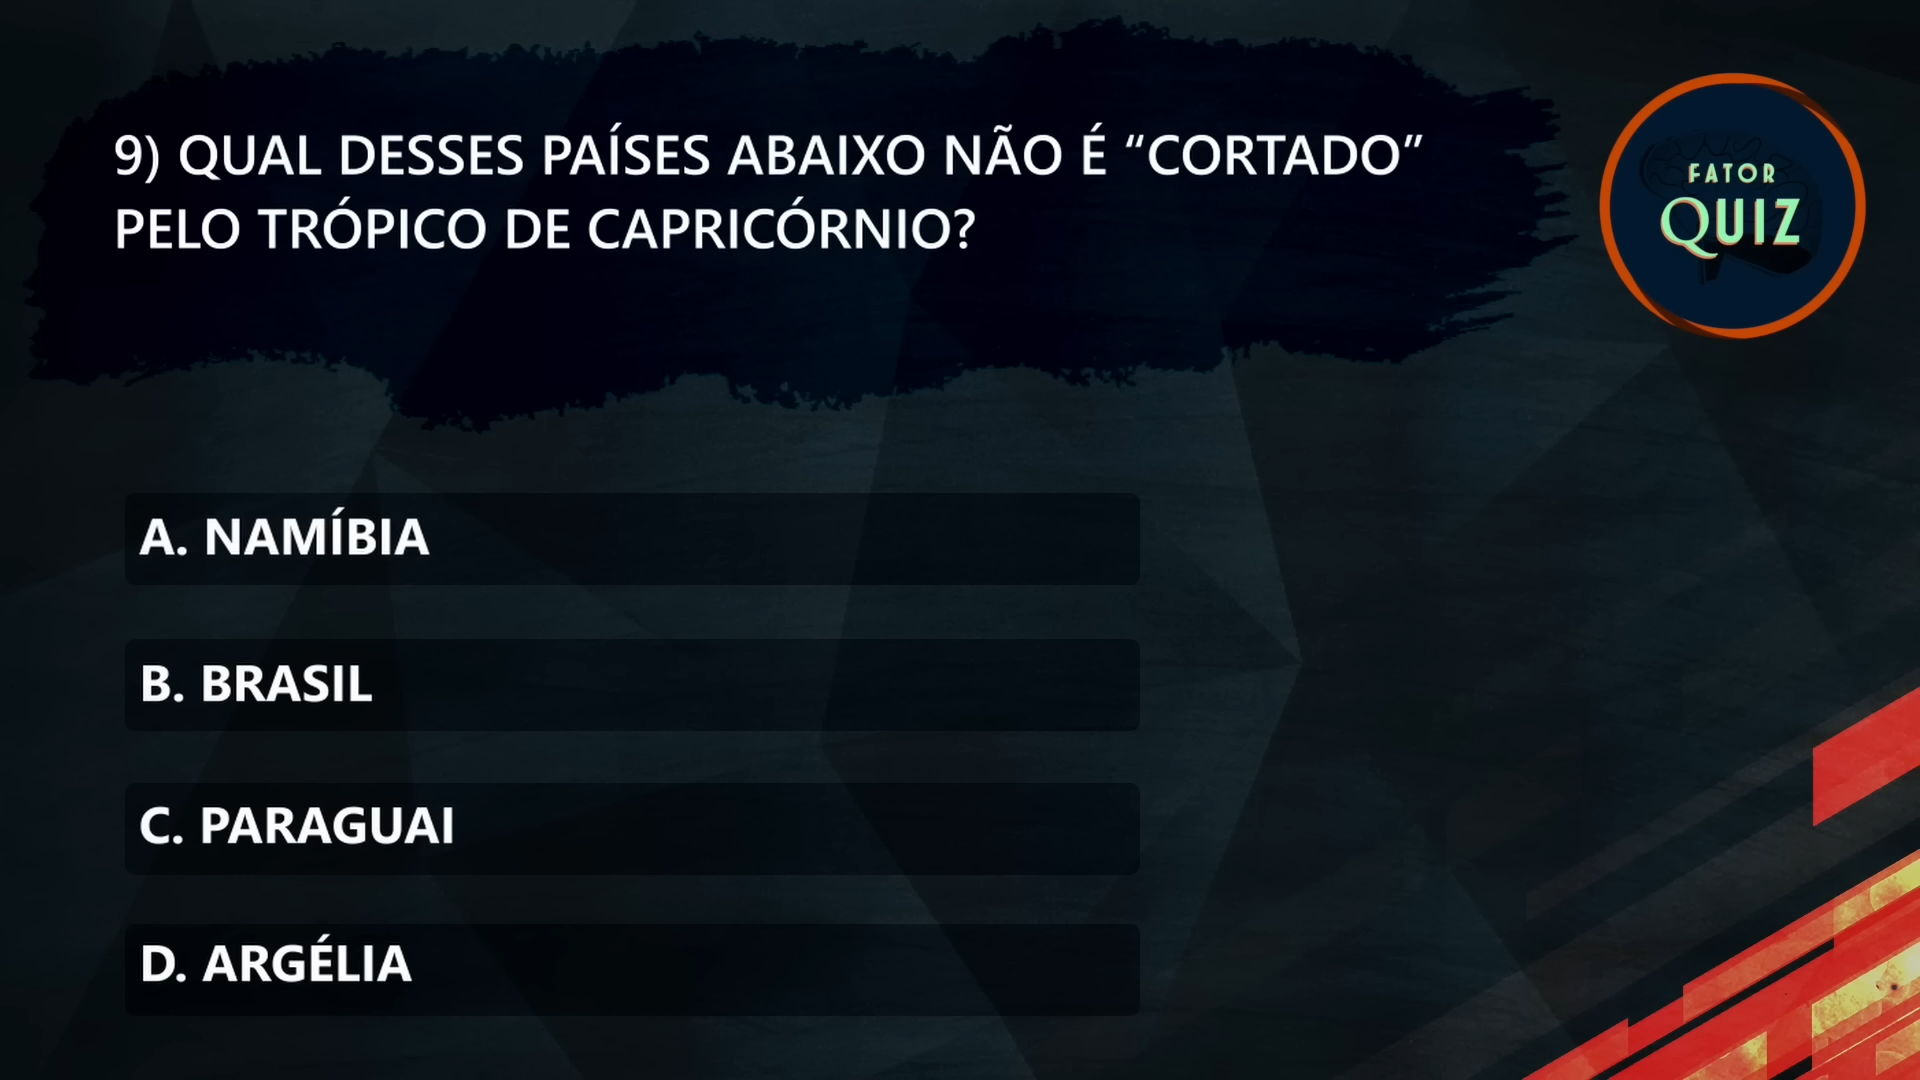 9) QUAL DESSES PAÍSES ABAIXO NÃO É “CORTADO”
PELO TRÓPICO DE CAPRICÓRNIO?
FATOR
QUIZ
A. NAMÍBIA
B. BRASIL
C. PARAGUAI
D. ARGÉLIA